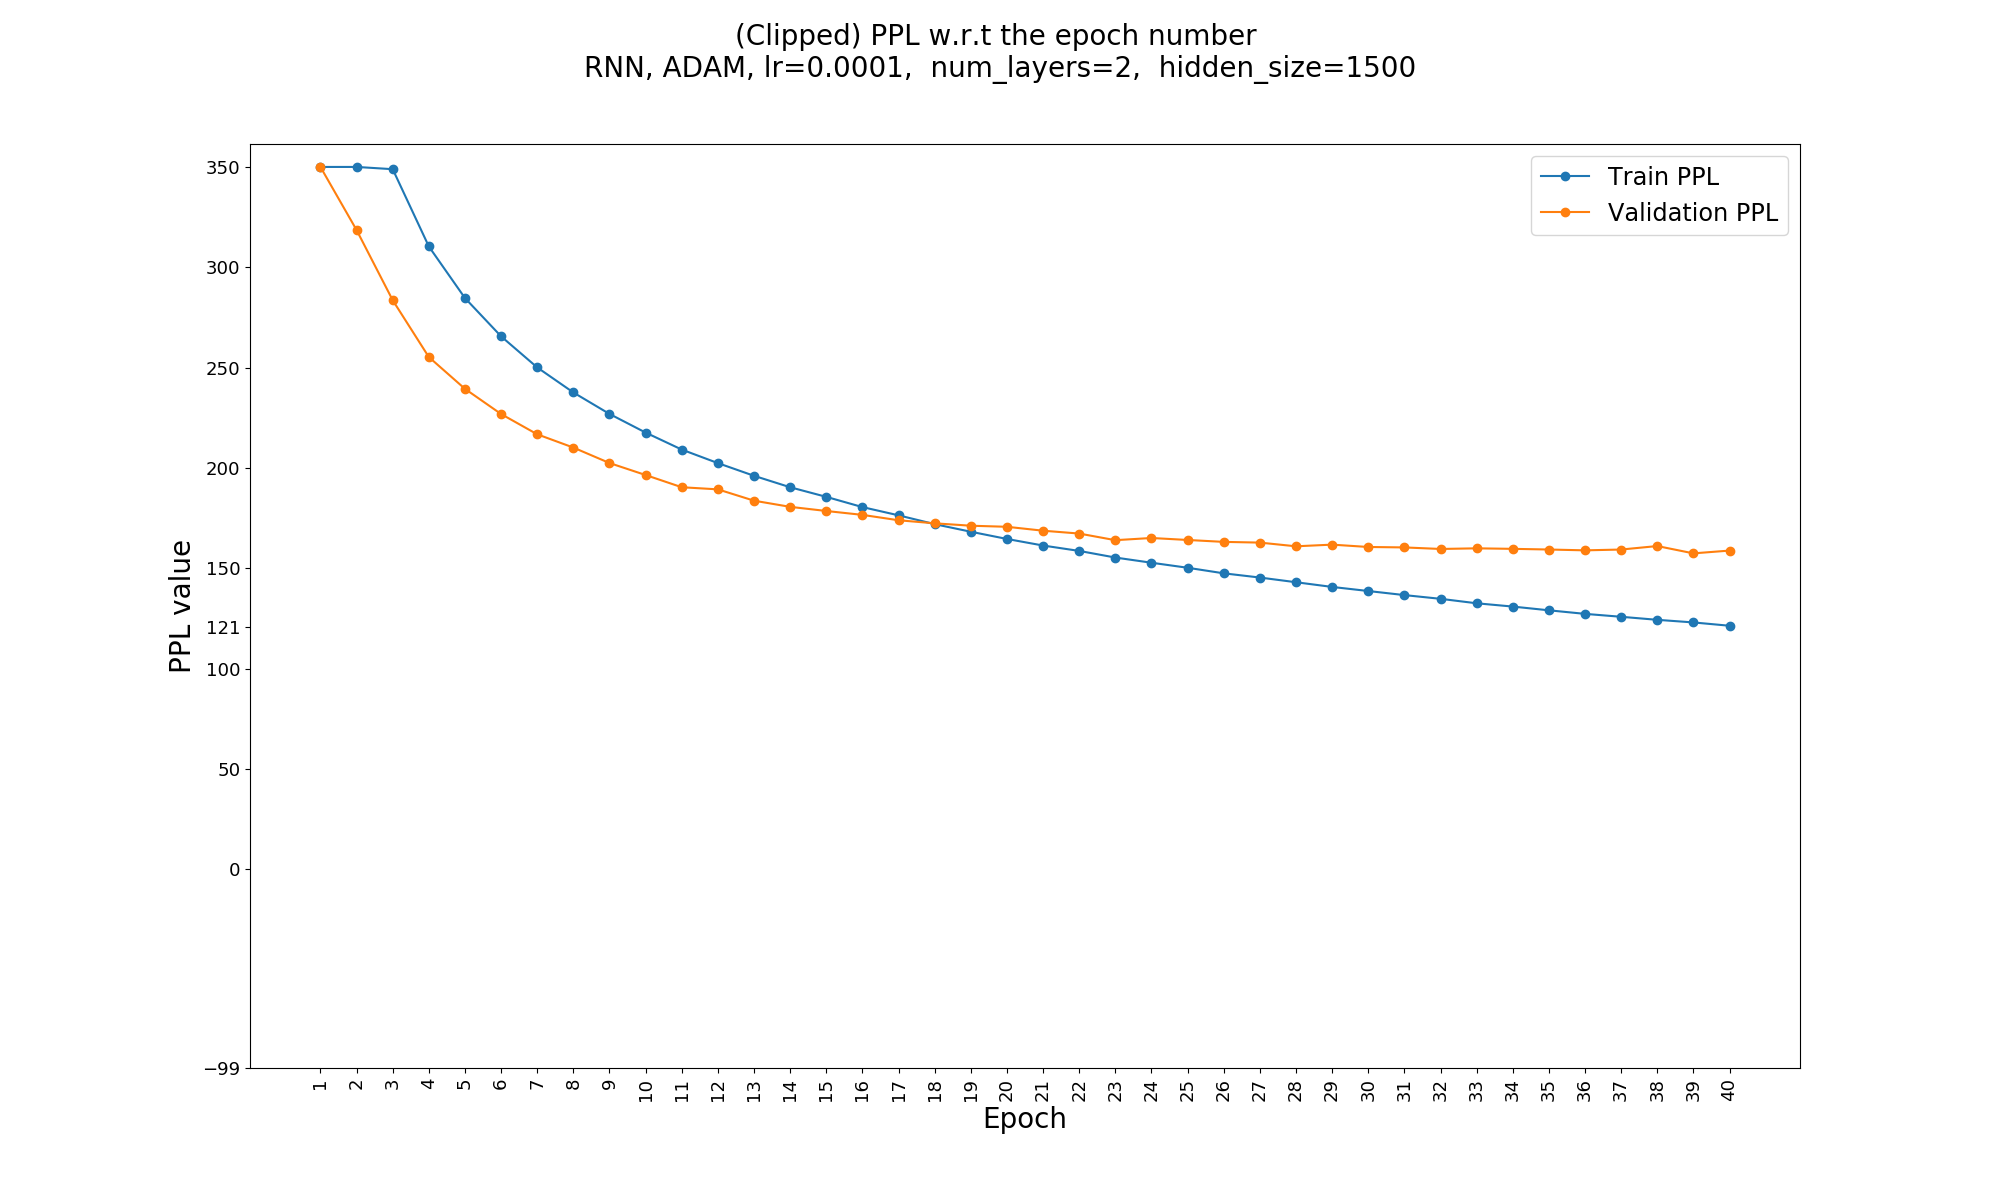 (Clipped) PPL w.r.t the epoch number
RNN, ADAM, lr=0.0001,  num_layers=2,  hidden_size=1500
Train PPL
Validation PPL
350
300
250
200
150
121
100
50
0
−99
PPL value
1 2 3 4 5 6 7 8 9 10 11 12 13 14 15 16 17 18 19 20 21 22 23 24 25 26 27 28 29 30 31 32 33 34 35 36 37 38 39 40
Epoch